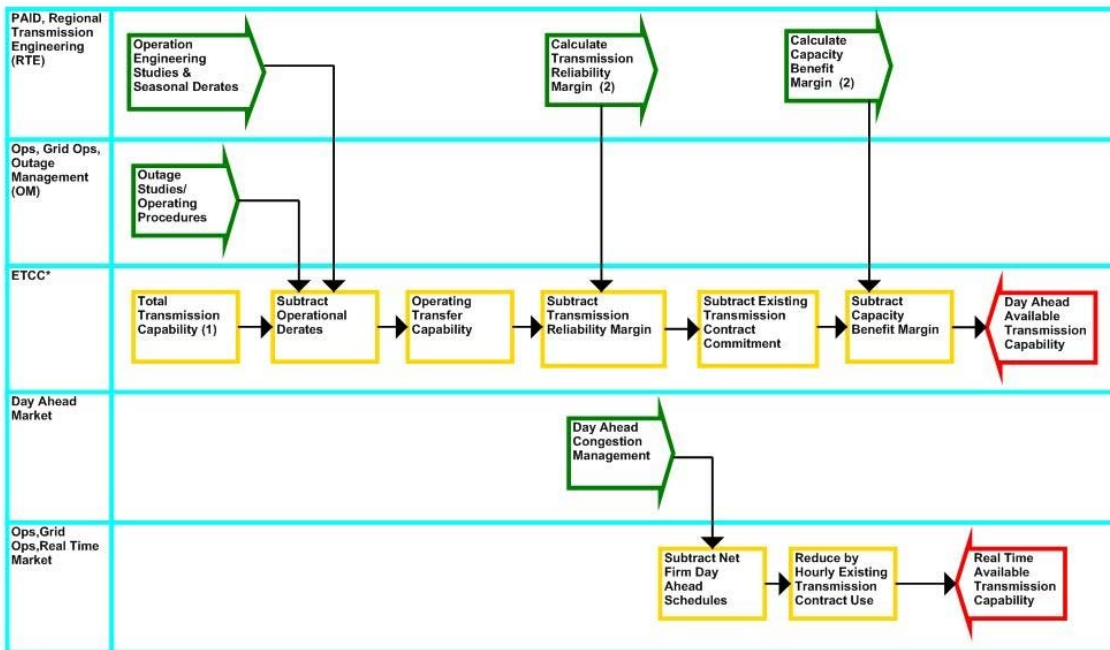 PAID, Regional
Transmission
Engineering
(RTE)
Operation
Engineering
Studies &
Seasonal Derates
Calculate
Transmission
Reliability
Margin (2)
Calculate
Capacity
Benefit
Margin (2)
Ops, Grid Ops,
Outage
Management
(OM)
Outage
Studies/
Operating
Procedures
ETCC*
Total
Transmission
Capability (1)
Subtract
Operational
Derates
Operating
Transfer
Capability
Subtract
Transmission
Reliability Margin
Subtract Existing
Transmission
Contract
Commitment
Subtract
Capacity
Benefit Margin
Day Ahead
Available
Transmission
Capability
Day Ahead
Market
Day Ahead
Congestion
Management
Ops,Grid
Ops,Real Time
Market
Subtract Net
Firm Day
Ahead
Schedules
Reduce by
Hourly Existing
Transmission
Contract Use
Real Time
Available
Transmission
Capability